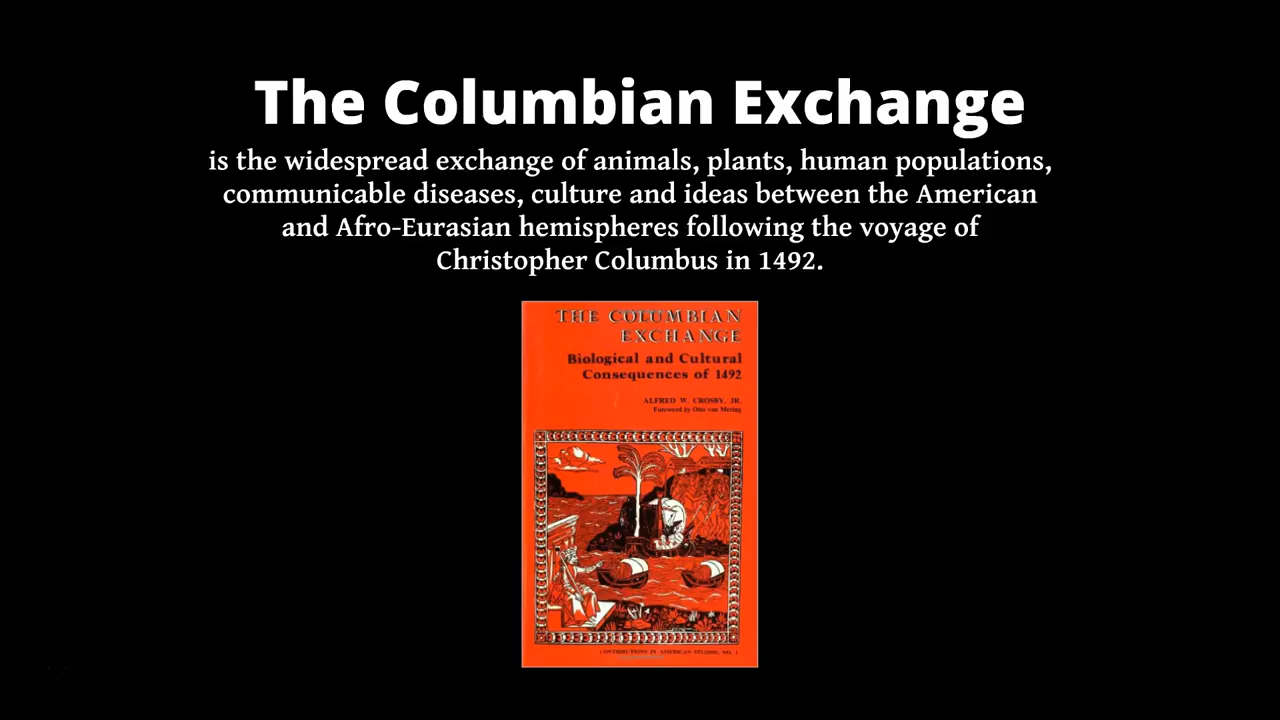 The Columbian Exchange
is the widespread exchange of animals, plants, human populations,
communicable diseases, culture and ideas between the American
and Afro-Eurasian hemispheres following the voyage of
Christopher Columbus in 1492.
THE COLUMBIAN
EXCHANGE
Biological and Cultural
Consequences of 1492
ALFRED W. CROSBY, JR.
Foreword by Otto von Mering
CONTRIBUTIONS IN AMERICAN STUDIES, NO. 2